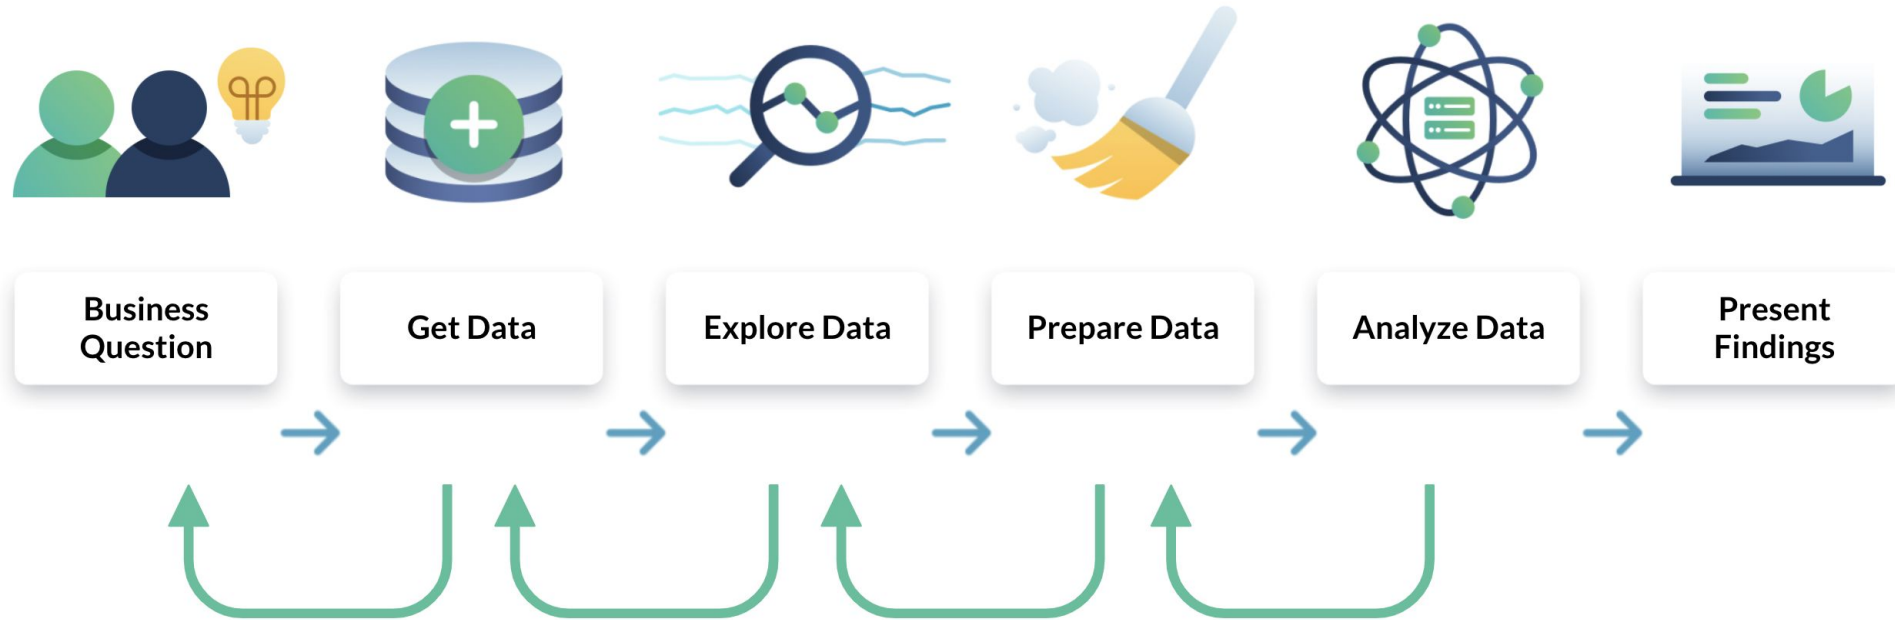 Business
Question
Get Data
Explore Data
Prepare Data
Analyze Data
Present
Findings